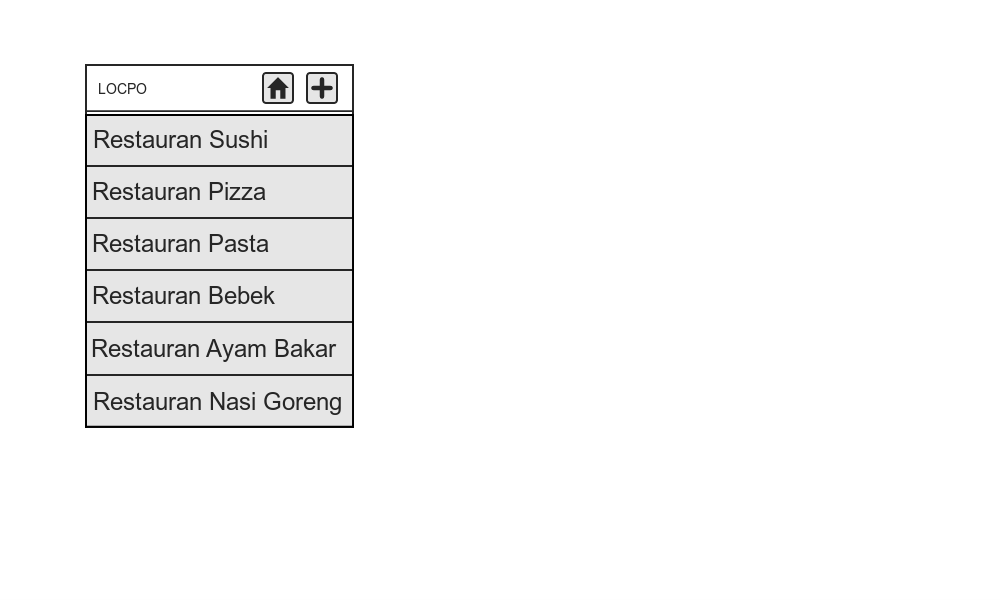 LOCPO
Restauran Sushi
Restauran Pizza
Restauran Pasta
Restauran Bebek
Restauran Ayam Bakar
Restauran Nasi Goreng